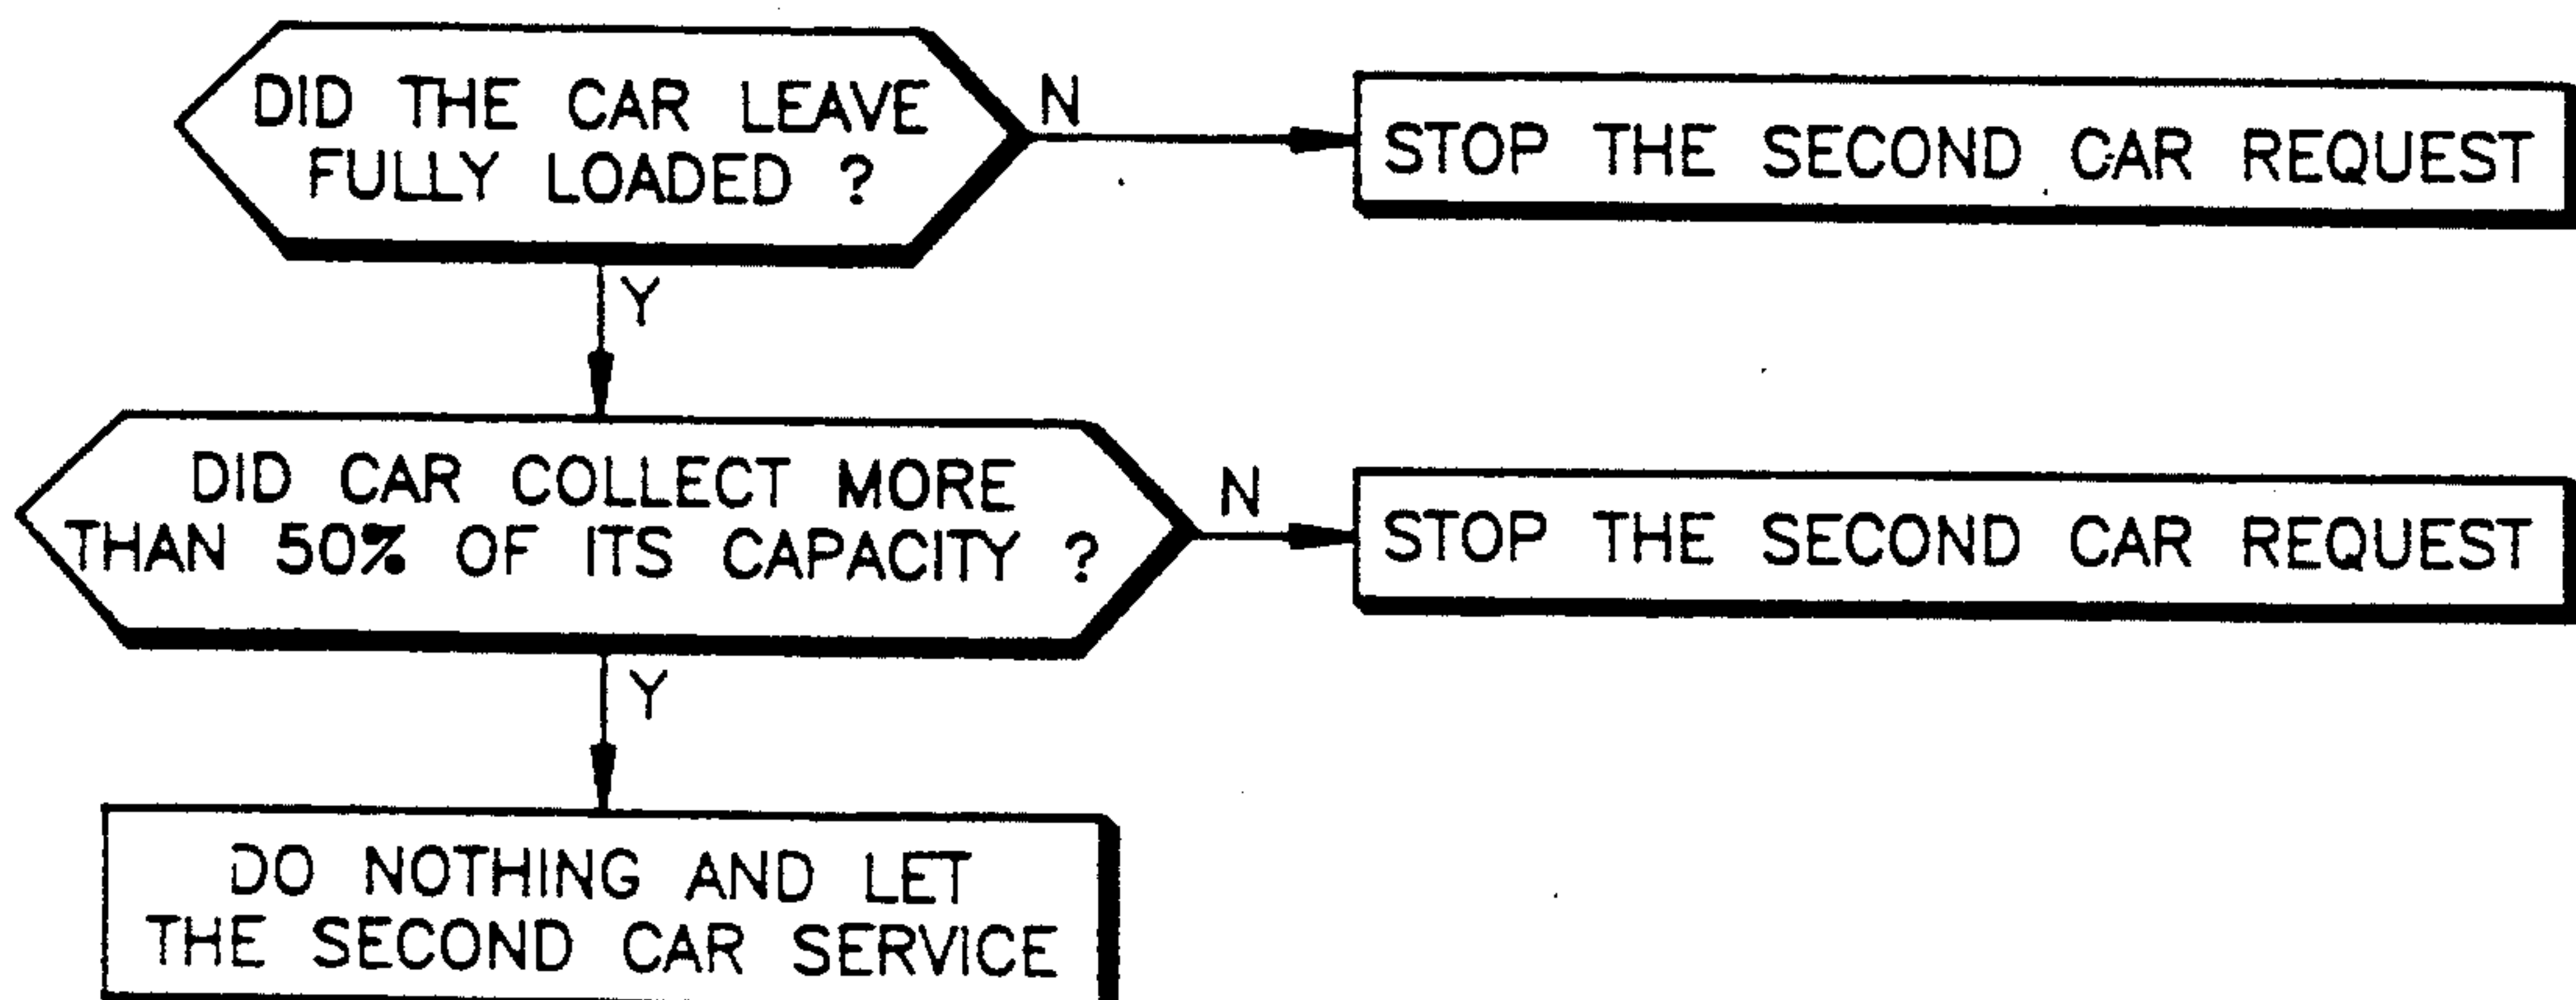 DID THE CAR LEAVE
FULLY LOADED ?
N
STOP THE SECOND CAR REQUEST
Y
DID CAR COLLECT MORE
THAN 50% OF ITS CAPACITY ?
N
STOP THE SECOND CAR REQUEST
Y
DO NOTHING AND LET
THE SECOND CAR SERVICE